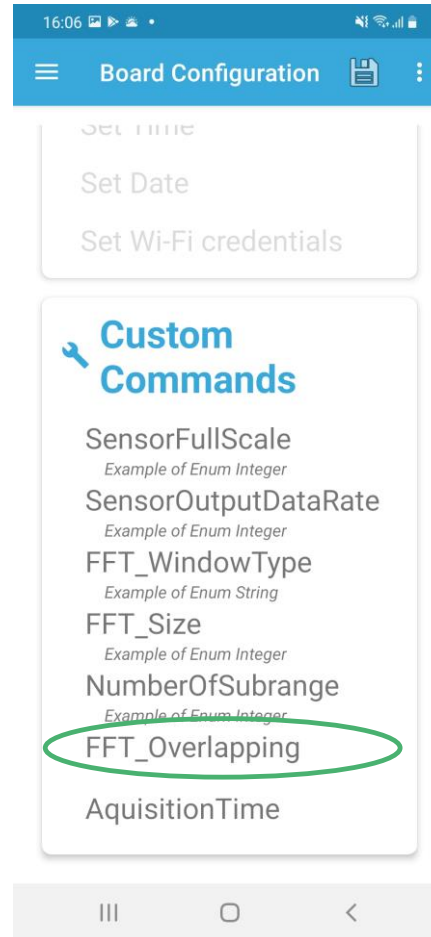 16:06
Board Configuration
Set Time
Set Date
Set Wi-Fi credentials
Custom
Commands
SensorFullScale
Example of Enum Integer
SensorOutputDataRate
Example of Enum Integer
FFT_WindowType
Example of Enum String
FFT_Size
Example of Enum Integer
NumberOfSubrange
Example of Enum Integer
FFT_Overlapping
AquisitionTime